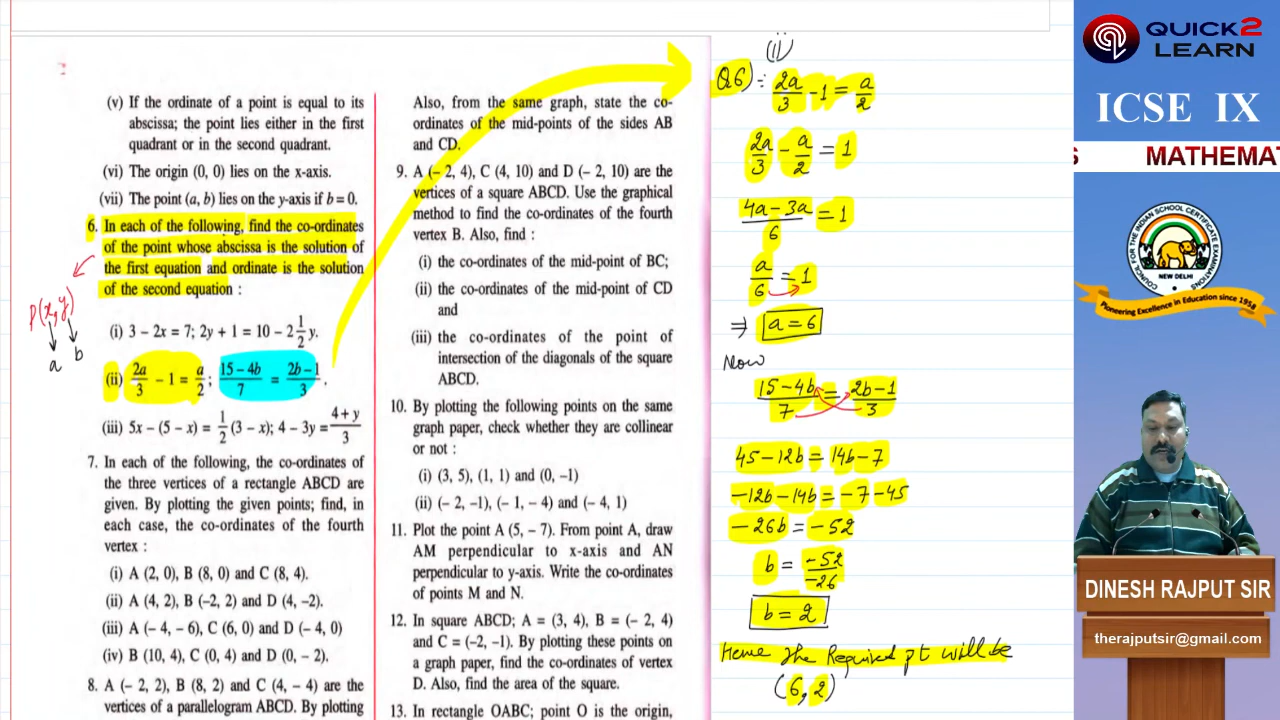 (v) If the ordinate of a point is equal to its
abscissa; the point lies either in the first
quadrant or in the second quadrant.
(vi) The origin (0, 0) lies on the x-axis.
(vii) The point (a, b) lies on the y-axis if b = 0.
6. In each of the following, find the co-ordinates
of the point whose abscissa is the solution of
the first equation and ordinate is the solution
of the second equation :
P(x, y)
a b
(i) 3 – 2x = 7; 2y + 1 = 10 – 2 1/2 y.
(ii) 2a/3 – 1 = a/2; (15 – 4b)/7 = (2b – 1)/3.
(iii) 5x – (5 – x) = 1/2 (3 – x); 4 – 3y = (4 + y)/3
7. In each of the following, the co-ordinates of
the three vertices of a rectangle ABCD are
given. By plotting the given points; find, in
each case, the co-ordinates of the fourth
vertex :
(i) A (2, 0), B (8, 0) and C (8, 4).
(ii) A (4, 2), B (–2, 2) and D (4, –2).
(iii) A (– 4, – 6), C (6, 0) and D (– 4, 0)
(iv) B (10, 4), C (0, 4) and D (0, – 2).
8. A (– 2, 2), B (8, 2) and C (4, – 4) are the
vertices of a parallelogram ABCD. By plotting
Also, from the same graph, state the co-
ordinates of the mid-points of the sides AB
and CD.
9. A (– 2, 4), C (4, 10) and D (– 2, 10) are the
vertices of a square ABCD. Use the graphical
method to find the co-ordinates of the fourth
vertex B. Also, find :
(i) the co-ordinates of the mid-point of BC;
(ii) the co-ordinates of the mid-point of CD
and
(iii) the co-ordinates of the point of
intersection of the diagonals of the square
ABCD.
10. By plotting the following points on the same
graph paper, check whether they are collinear
or not :
(i) (3, 5), (1, 1) and (0, –1)
(ii) (– 2, –1), (– 1, – 4) and (– 4, 1)
11. Plot the point A (5, – 7). From point A, draw
AM perpendicular to x-axis and AN
perpendicular to y-axis. Write the co-ordinates
of points M and N.
12. In square ABCD; A = (3, 4), B = (– 2, 4)
and C = (–2, –1). By plotting these points on
a graph paper, find the co-ordinates of vertex
D. Also, find the area of the square.
13. In rectangle OABC; point O is the origin,
(ii)
Q6) : 2a/3 - 1 = a/2
2a/3 - a/2 = 1
(4a - 3a)/6 = 1
a/6 = 1
⇒ a = 6
Now
(15 - 4b)/7 = (2b - 1)/3
45 - 12b = 14b - 7
-12b - 14b = -7 - 45
-26b = -52
b = -52/-26
b = 2
Hence the Required pt will be
(6, 2)
QUICK2
LEARN
ICSE IX
S MATHEMAT
COUNCIL FOR THE INDIAN SCHOOL CERTIFICATE EXAMINATIONS
NEW DELHI
Pioneering Excellence in Education since 1958
DINESH RAJPUT SIR
therajputsir@gmail.com